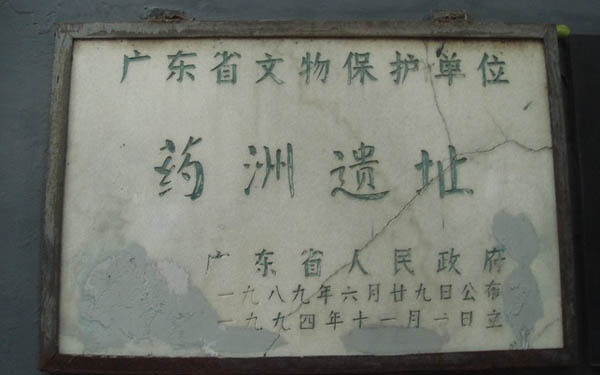 广东省文物保护单位
药洲遗址
广东省人民政府
一九八九年六月廿九日公布
一九九四年十一月一日立